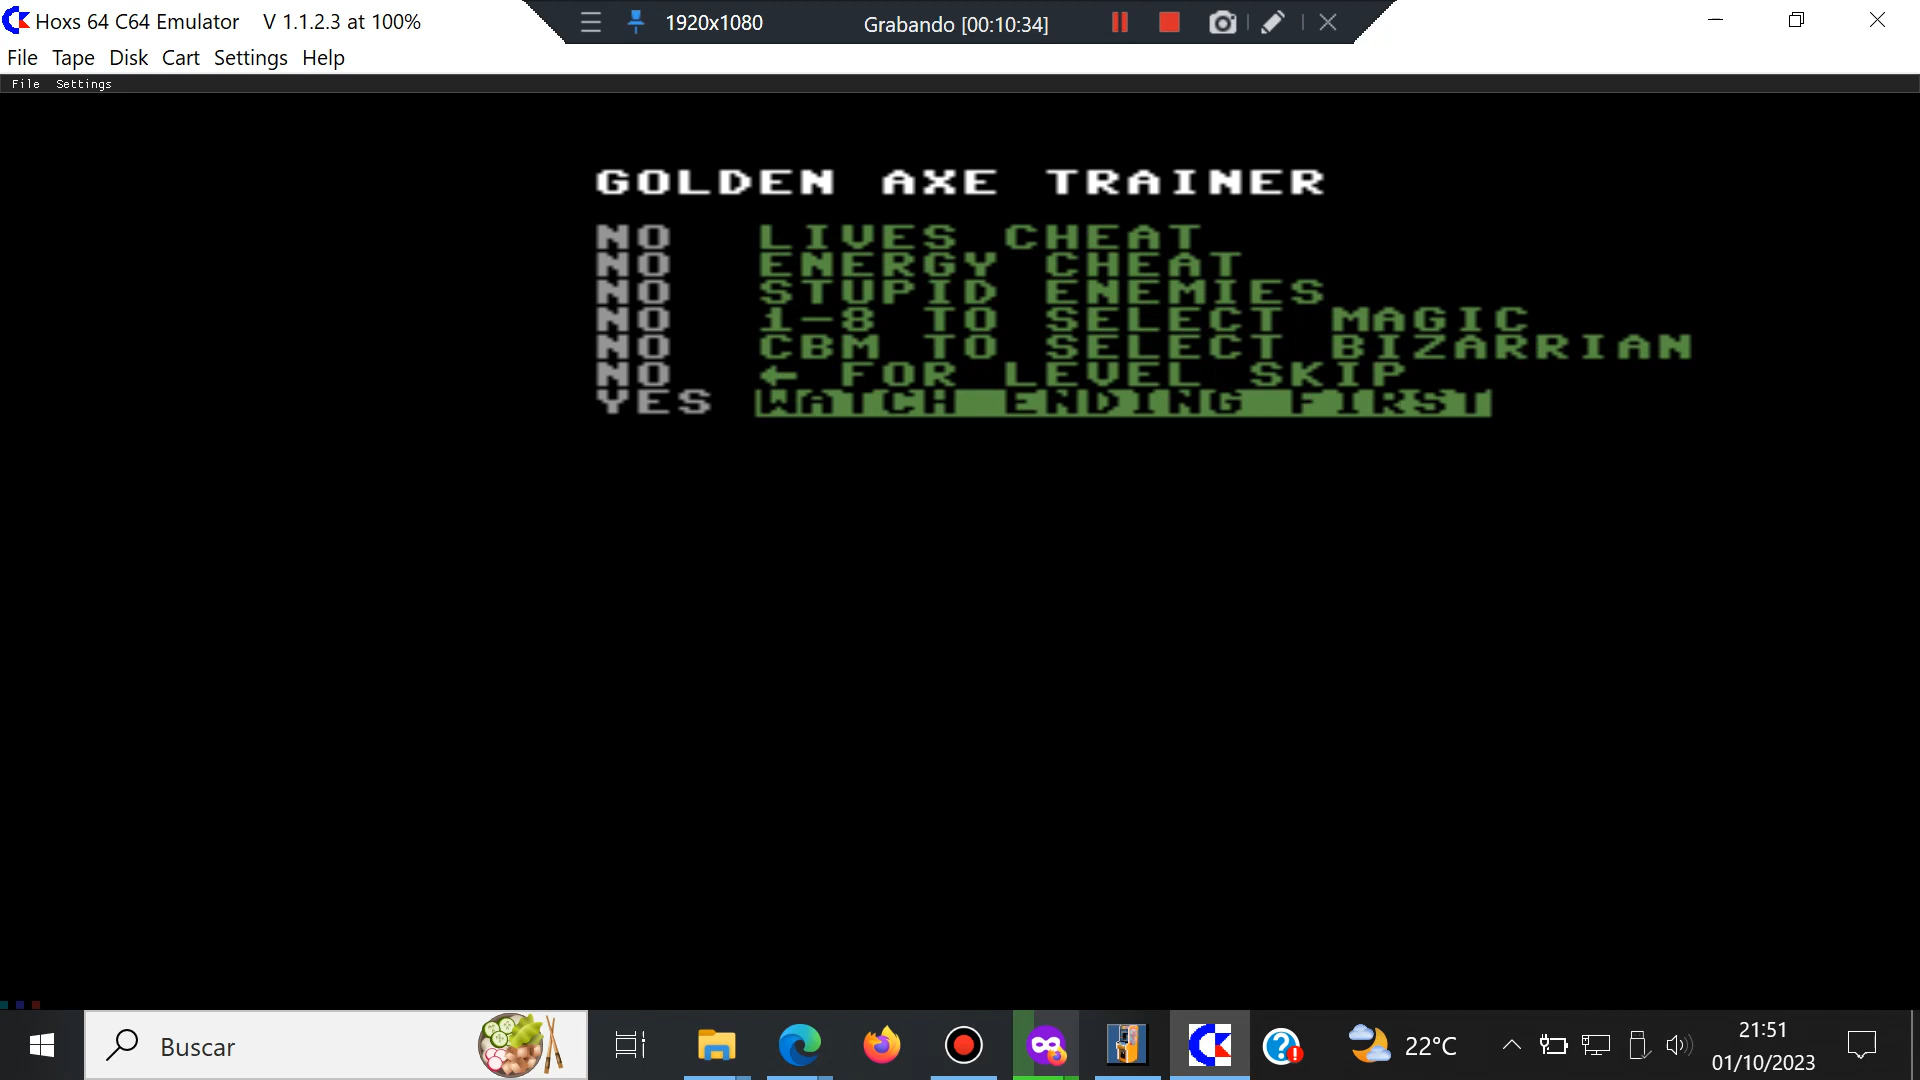 Hoxs 64 C64 Emulator V 1.1.2.3 at 100%
1920x1080 Grabando [00:10:34]
File Tape Disk Cart Settings Help
File Settings
GOLDEN AXE TRAINER
NO LIVES CHEAT
NO ENERGY CHEAT
NO STUPID ENEMIES
NO 1-8 TO SELECT MAGIC
NO CBM TO SELECT BIZARRIAN
NO ← FOR LEVEL SKIP
YES WATCH ENDING FIRST
Buscar
22°C
21:51
01/10/2023